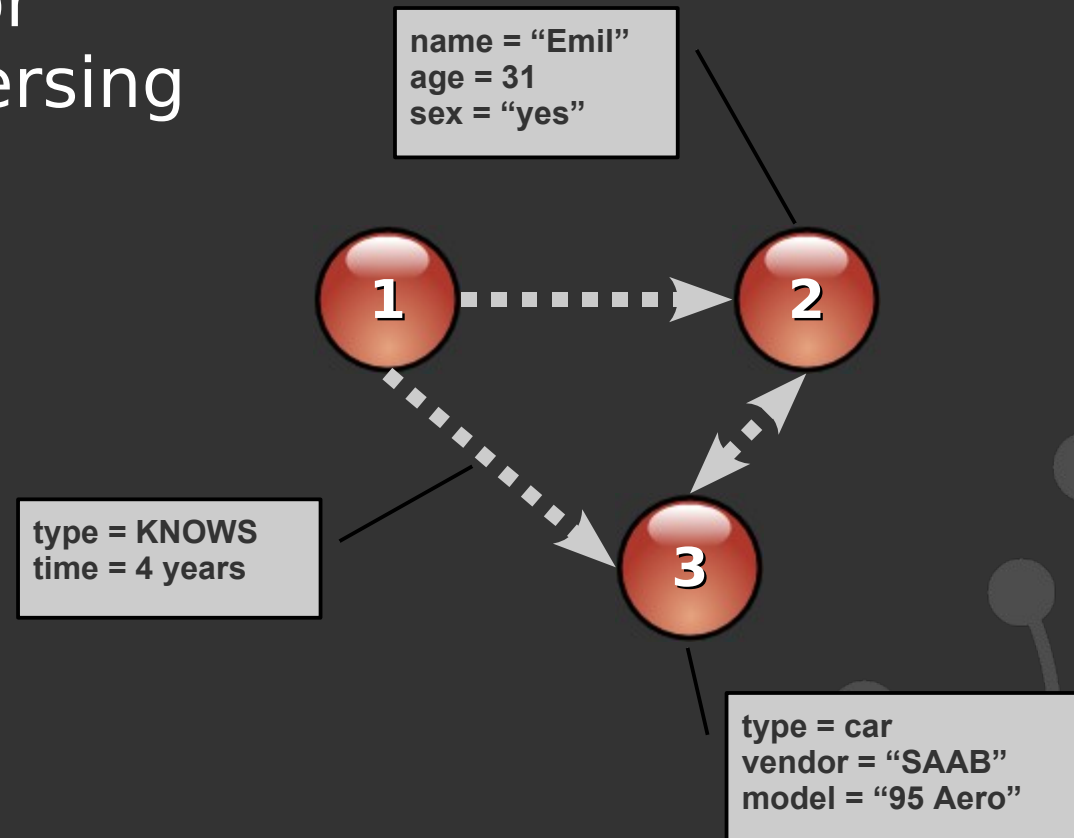 ersing
name = “Emil”
age = 31
sex = “yes”
1
2
type = KNOWS
time = 4 years
3
type = car
vendor = “SAAB”
model = “95 Aero”